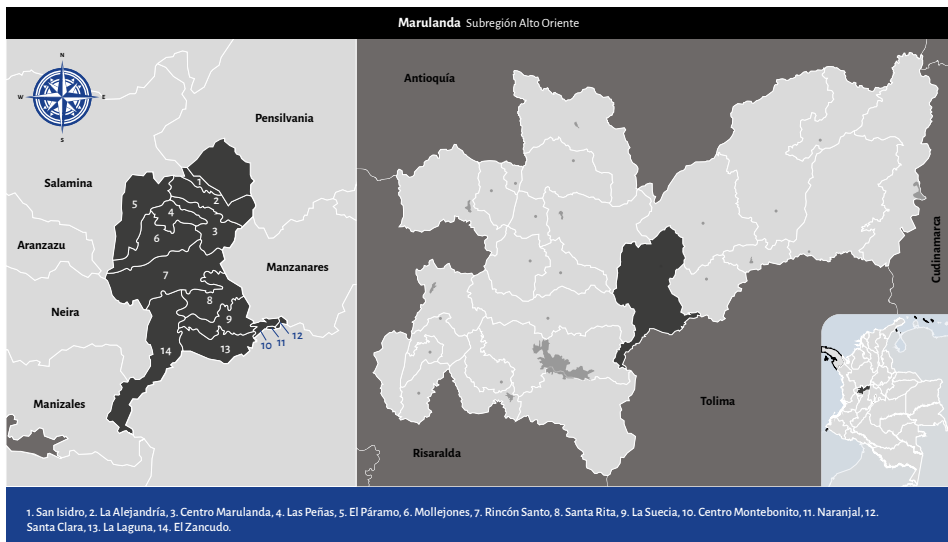 Marulanda Subregión Alto Oriente
N
W
E
S
Pensilvania
Salamina
Aranzazu
Neira
Manzanares
Manizales
1
2
3
4
5
6
7
8
9
10
11
12
13
14
Antioquía
Cudinamarca
Tolima
Risaralda
1. San Isidro, 2. La Alejandría, 3. Centro Marulanda, 4. Las Peñas, 5. El Páramo, 6. Mollejones, 7. Rincón Santo, 8. Santa Rita, 9. La Suecia, 10. Centro Montebonito, 11. Naranjal, 12.
Santa Clara, 13. La Laguna, 14. El Zancudo.